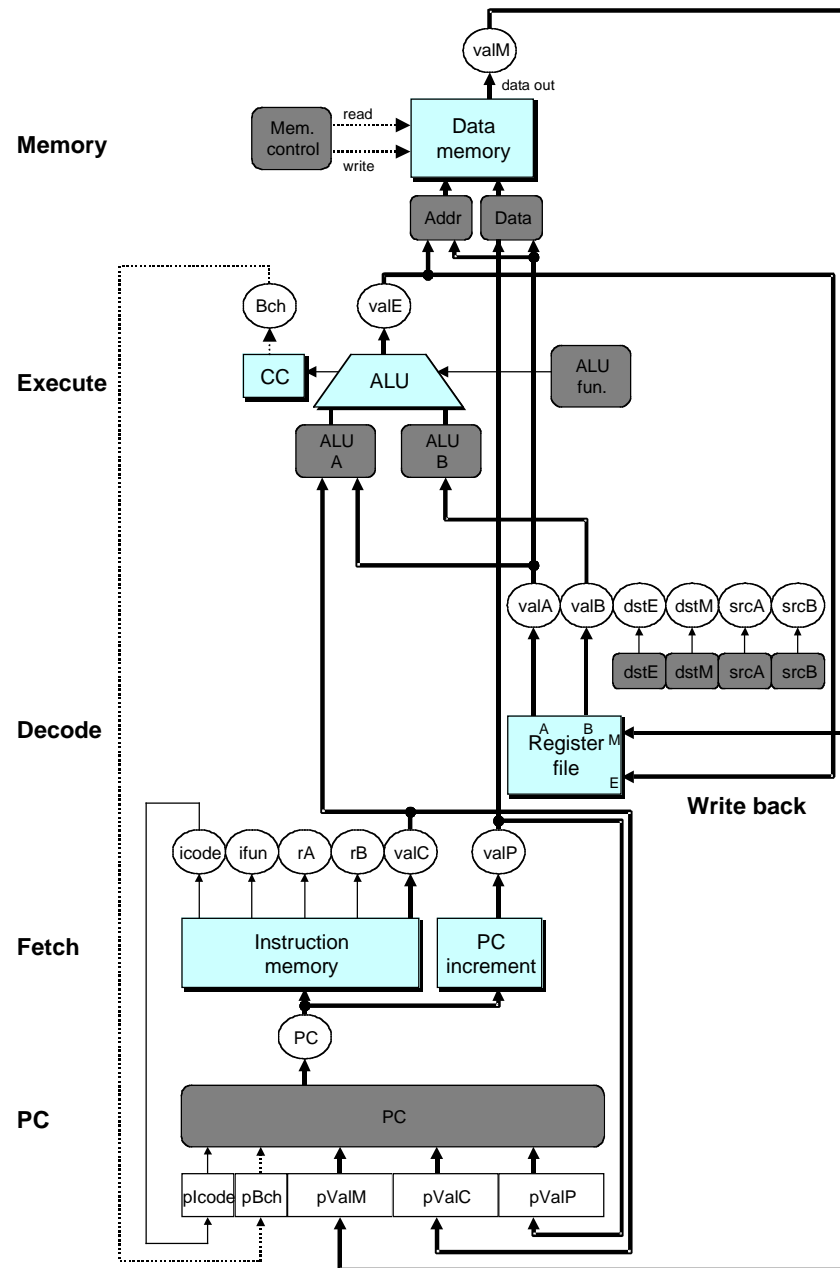 valM
data out
read
Mem.
control
write
Data
memory
Memory
Addr
Data
Bch
valE
CC
ALU
ALU
fun.
Execute
ALU
A
ALU
B
valA
valB
dstE
dstM
srcA
srcB
dstE
dstM
srcA
srcB
Decode
A
B
M
Register
file
E
Write back
icode
ifun
rA
rB
valC
valP
Fetch
Instruction
memory
PC
increment
PC
PC
PC
pIcode
pBch
pValM
pValC
pValP